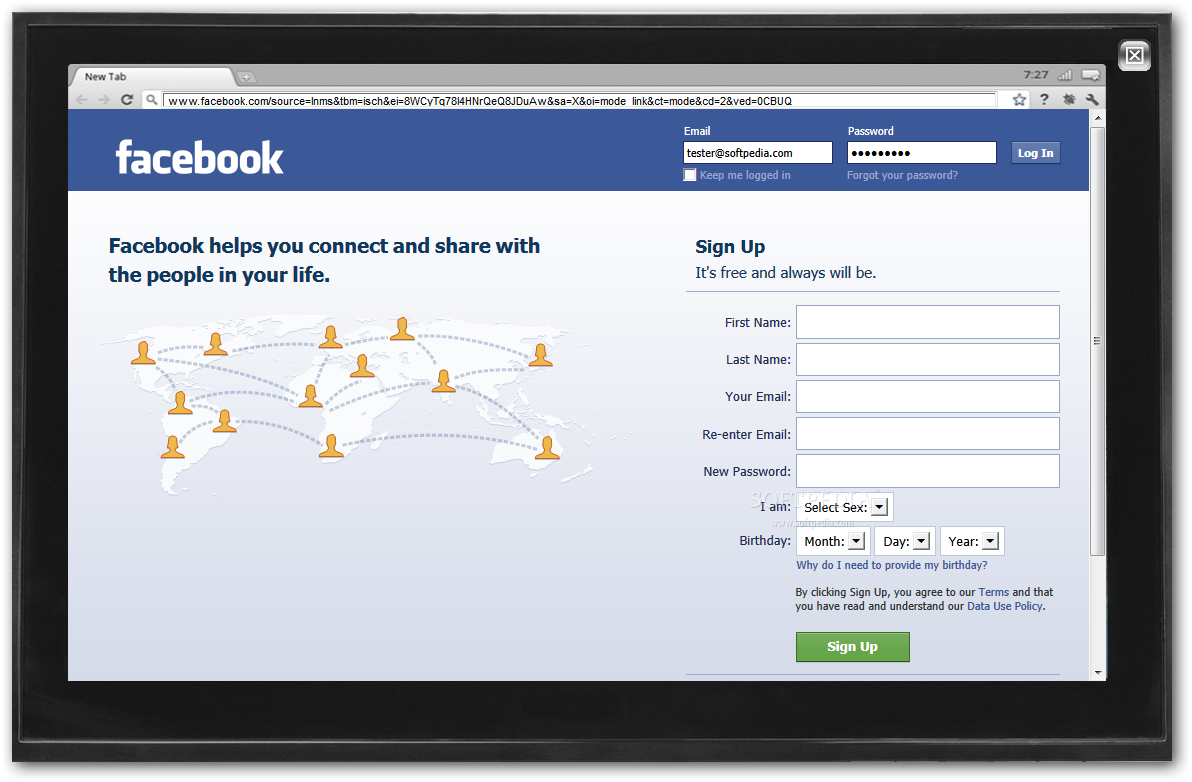 New Tab
7:27
www.facebook.com/source=lnms&tbm=isch&ei=8WCyTq78I4HNrQeQ8JDuAw&sa=X&oi=mode_link&ct=mode&cd=2&ved=0CBUQ
facebook
Email
Password
tester@softpedia.com
Log In
Keep me logged in
Forgot your password?
Facebook helps you connect and share with
the people in your life.
Sign Up
It's free and always will be.
First Name:
Last Name:
Your Email:
Re-enter Email:
New Password:
SOFTPEDIA
www.softpedia.com
I am: Select Sex:
Birthday: Month: Day: Year:
Why do I need to provide my birthday?
By clicking Sign Up, you agree to our Terms and that
you have read and understand our Data Use Policy.
Sign Up